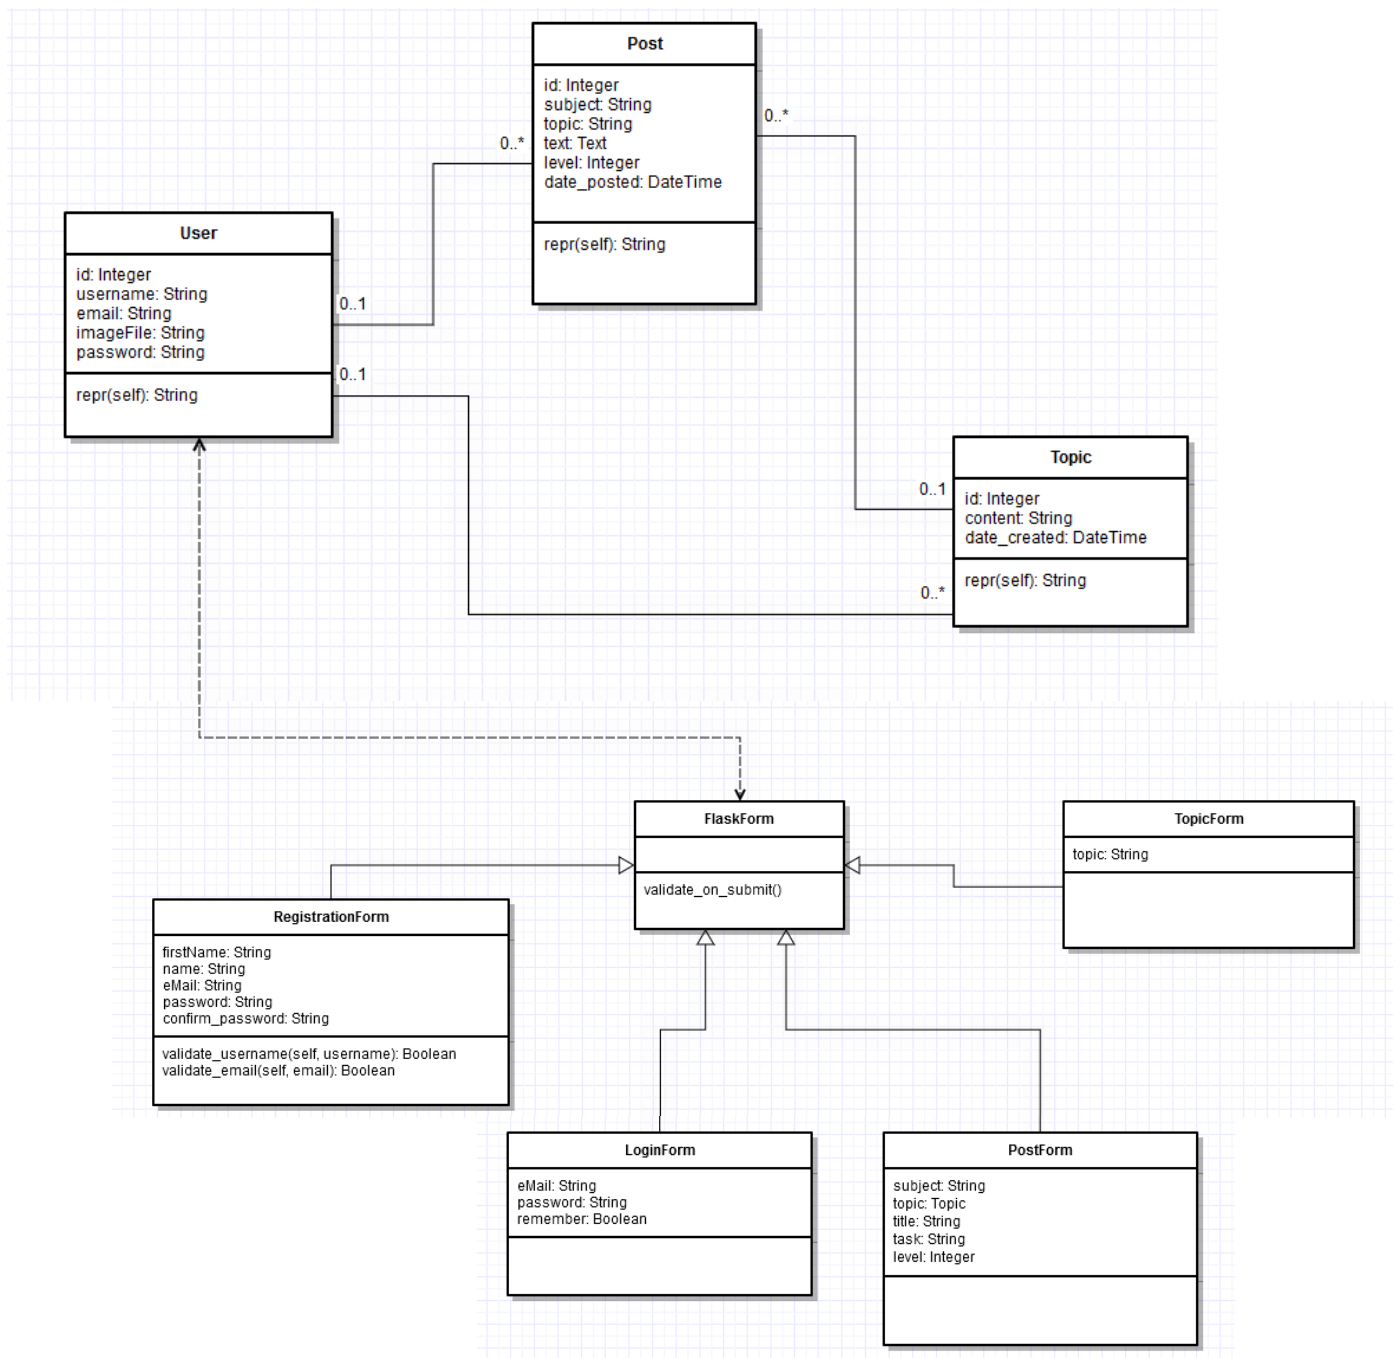 Post
id: Integer
subject: String
topic: String
text: Text
level: Integer
date_posted: DateTime
repr(self): String
0..*
0..*
User
id: Integer
username: String
email: String
imageFile: String
password: String
repr(self): String
0..1
0..1
Topic
id: Integer
content: String
date_created: DateTime
repr(self): String
0..1
0..*
FlaskForm
validate_on_submit()
TopicForm
topic: String
RegistrationForm
firstName: String
name: String
eMail: String
password: String
confirm_password: String
validate_username(self, username): Boolean
validate_email(self, email): Boolean
LoginForm
eMail: String
password: String
remember: Boolean
PostForm
subject: String
topic: Topic
title: String
task: String
level: Integer